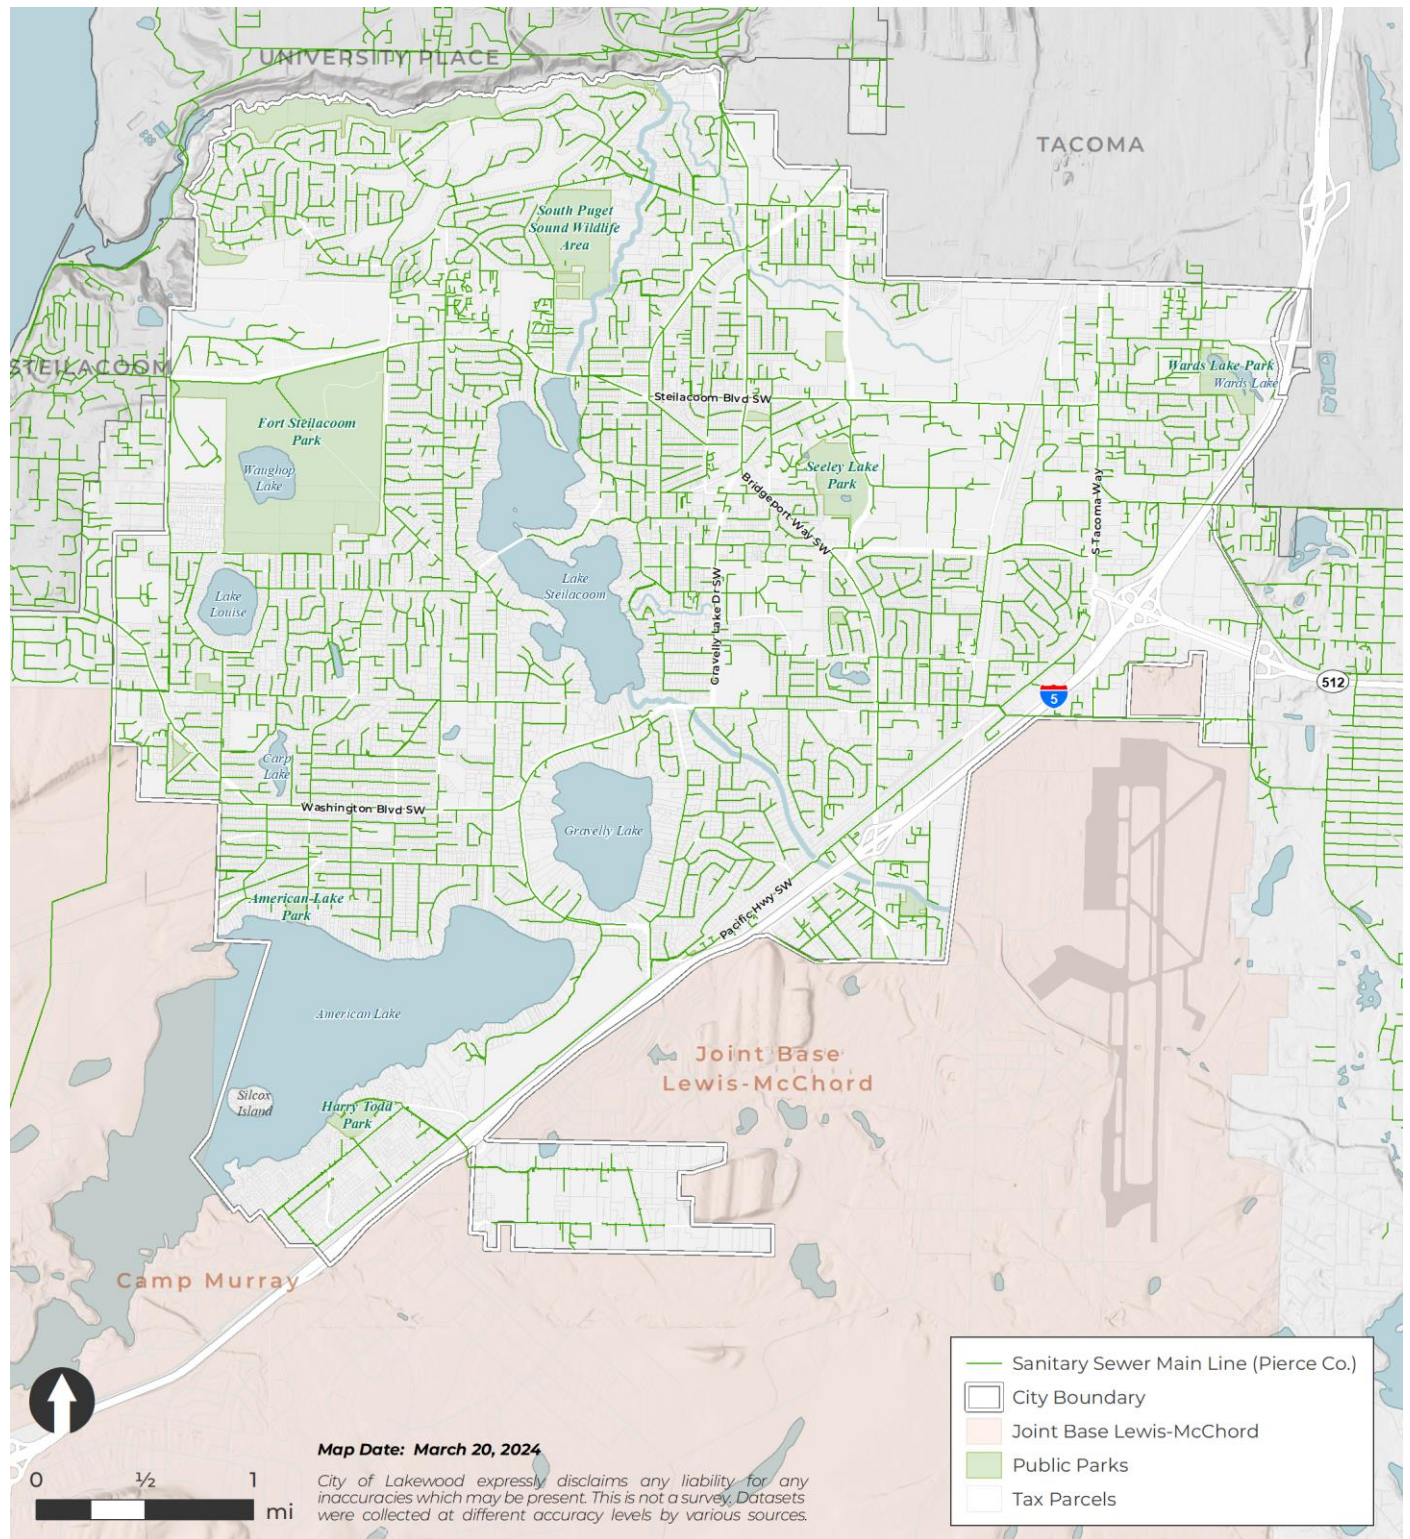 UNIVERSITY PLACE
TACOMA
South Puget
Sound Wildlife
Area
STEILACOOM
Wards Lake Park
Wards Lake
Steilacoom Blvd SW
Fort Steilacoom
Park
Waughop
Lake
Seeley Lake
Park
Bridgeport Way SW
S Tacoma Way
Lake
Steilacoom
Lake
Louise
Gravelly Lake Dr SW
512
5
Carp
Lake
Washington Blvd SW
Gravelly Lake
American Lake
Park
Pacific Hwy SW
American Lake
Joint Base
Lewis-McChord
Silcox
Island
Harry Todd
Park
Camp Murray
Sanitary Sewer Main Line (Pierce Co.)
City Boundary
Joint Base Lewis-McChord
Public Parks
Tax Parcels
Map Date: March 20, 2024
0 ½ 1
mi
City of Lakewood expressly disclaims any liability for any
inaccuracies which may be present. This is not a survey. Datasets
were collected at different accuracy levels by various sources.